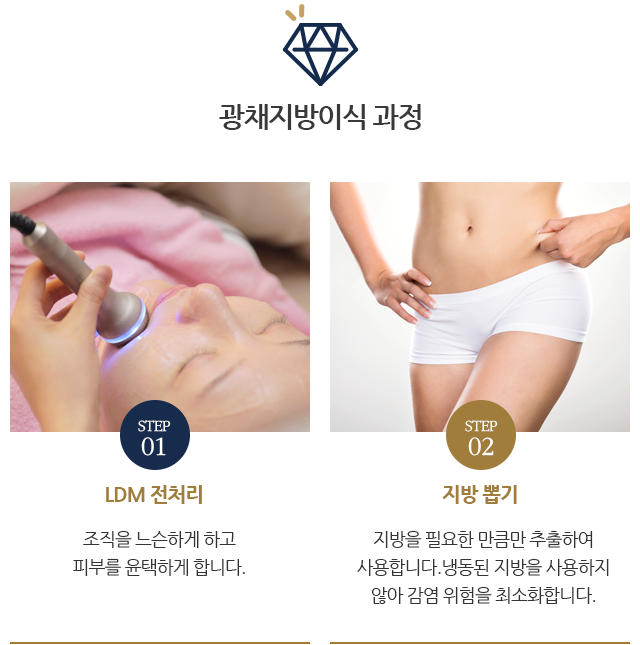 광채지방이식 과정
STEP
01
LDM 전처리
조직을 느슨하게 하고
피부를 윤택하게 합니다.
STEP
02
지방 뽑기
지방을 필요한 만큼만 추출하여
사용합니다.냉동된 지방을 사용하지
않아 감염 위험을 최소화합니다.